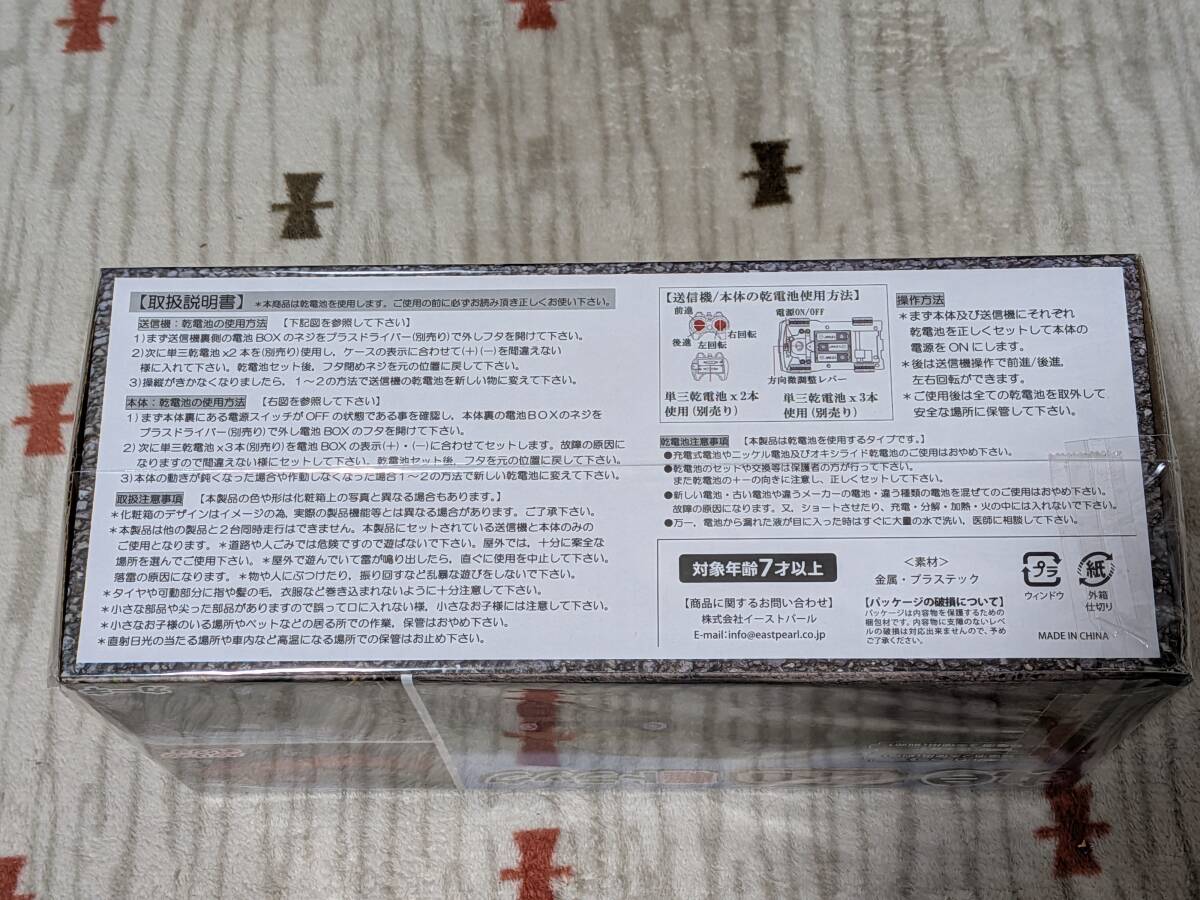 【取扱説明書】 *本商品は乾電池を使用します。ご使用の前に必ずお読み頂き正しくお使い下さい。
送信機：乾電池の使用方法 【下記図を参照して下さい】
1）まず送信機裏側の電池BOXのネジをプラスドライバー(別売り)で外しフタを開けて下さい。
2）次に単三乾電池x2本を(別売り)使用し、ケースの表示に合わせて(+)(-)を間違えない
様に入れて下さい。乾電池セット後、フタ閉めネジを元の位置に戻して下さい。
3）操縦がきかなくなりましたら，1～2の方法で送信機の乾電池を新しい物に変えて下さい。
本体：乾電池の使用方法 【右図を参照して下さい】
1）まず本体裏にある電源スイッチがOFFの状態である事を確認し、本体裏の電池BOXのネジを
プラスドライバー(別売り)で外し電池BOXのフタを開けて下さい。
2）次に単三乾電池x3本(別売り)を電池BOXの表示(+)・(-)に合わせてセットします。故障の原因に
なりますので間違えない様にセットして下さい。乾電池セット後，フタを元の位置に戻して下さい。
3）本体の動きが鈍くなった場合や作動しなくなった場合1～2の方法で新しい乾電池に変えて下さい。
取扱注意事項 【本製品の色や形は化粧箱上の写真と異なる場合もあります。】
*化粧箱のデザインはイメージの為，実際の製品機能等とは異なる場合があります。ご了承下さい。
*本製品は他の製品と2台同時走行はできません。本製品にセットされている送信機と本体のみの
ご使用となります。*道路や人ごみでは危険ですので遊ばないで下さい。屋外では，十分に案全な
場所を選んでご使用下さい。*屋外で遊んでいて雷が鳴り出したら，直ぐに使用を中止して下さい。
落雷の原因になります。*物や人にぶつけたり，振り回すなど乱暴な遊びをしないで下さい。
*タイヤや可動部分に指や髪の毛，衣服など巻き込まれないように十分注意して下さい。
*小さな部品や尖った部品がありますので誤って口に入れない様，小さなお子様には注意して下さい。
*小さなお子様のいる場所やペットなどの居る所での作業，保管はおやめ下さい。
*直射日光の当たる場所や車内など高温になる場所での保管はお止め下さい。
【送信機/本体の乾電池使用方法】
前進
後進
右回転
左回転
電源ON/OFF
方向微調整レバー
単三乾電池x2本
使用(別売り)
単三乾電池x3本
使用(別売り)
操作方法
*まず本体及び送信機にそれぞれ
乾電池を正しくセットして本体の
電源をONにします。
*後は送信機操作で前進/後進，
左右回転ができます。
*ご使用後は全ての乾電池を取外して
安全な場所に保管して下さい。
乾電池注意事項 【本製品は乾電池を使用するタイプです。】
●充電式電池やニッケル電池及びオキシライド乾電池のご使用はおやめ下さい。
●乾電池のセットや交換等は保護者の方が行って下さい。
また乾電池の+-の向きに注意し、正しくセットして下さい。
●新しい電池・古い電池や違うメーカーの電池・違う種類の電池を混ぜてのご使用はおやめ下さい。
故障の原因になります。又，ショートさせたり，充電・分解・加熱・火の中には入れないで下さい。
●万一，電池から漏れた液が目に入った時はすぐに大量の水で洗い，医師に相談して下さい。
対象年齢7才以上
【商品に関するお問い合わせ】
株式会社イーストパール
E-mail:info@eastpearl.co.jp
＜素材＞
金属・プラステック
【パッケージの破損について】
パッケージは内容物を保護するための
梱包材です。内容物に支障のないレベ
ルの破損は対応出来ませんので、予め
ご了承ください。
プラ
ウィンドウ
紙
外箱
仕切り
MADE IN CHINA